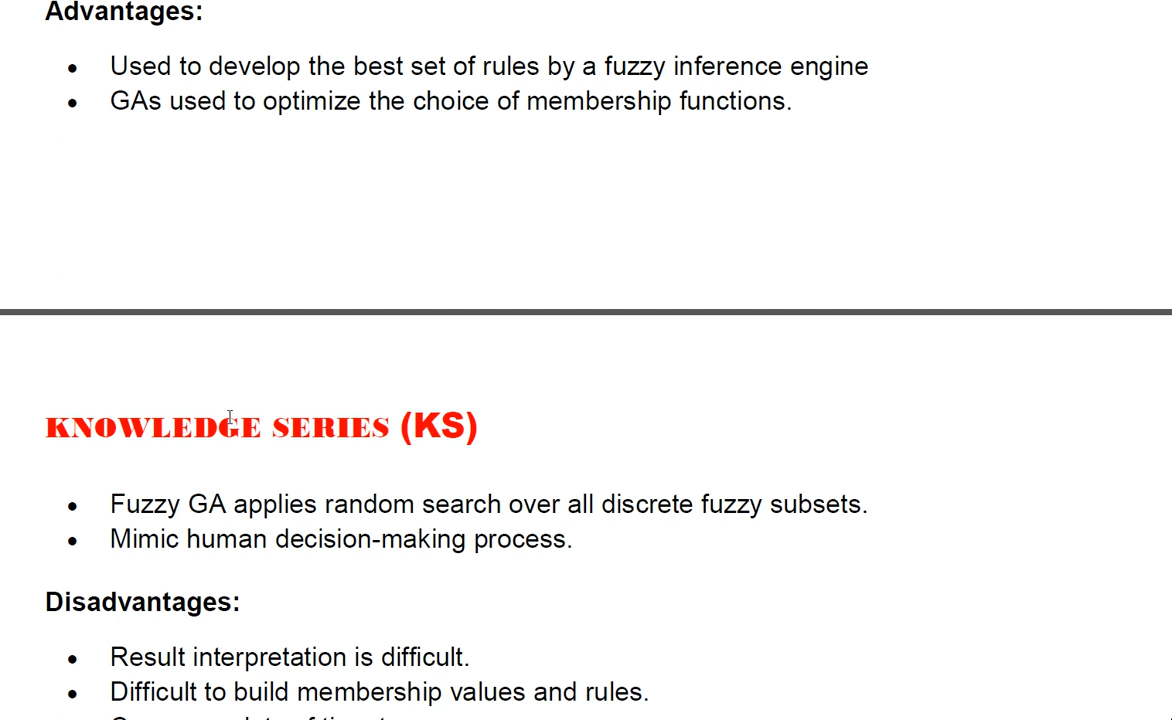 Advantages:
• Used to develop the best set of rules by a fuzzy inference engine
• GAs used to optimize the choice of membership functions.
KNOWLEDGE SERIES (KS)
• Fuzzy GA applies random search over all discrete fuzzy subsets.
• Mimic human decision-making process.
Disadvantages:
• Result interpretation is difficult.
• Difficult to build membership values and rules.